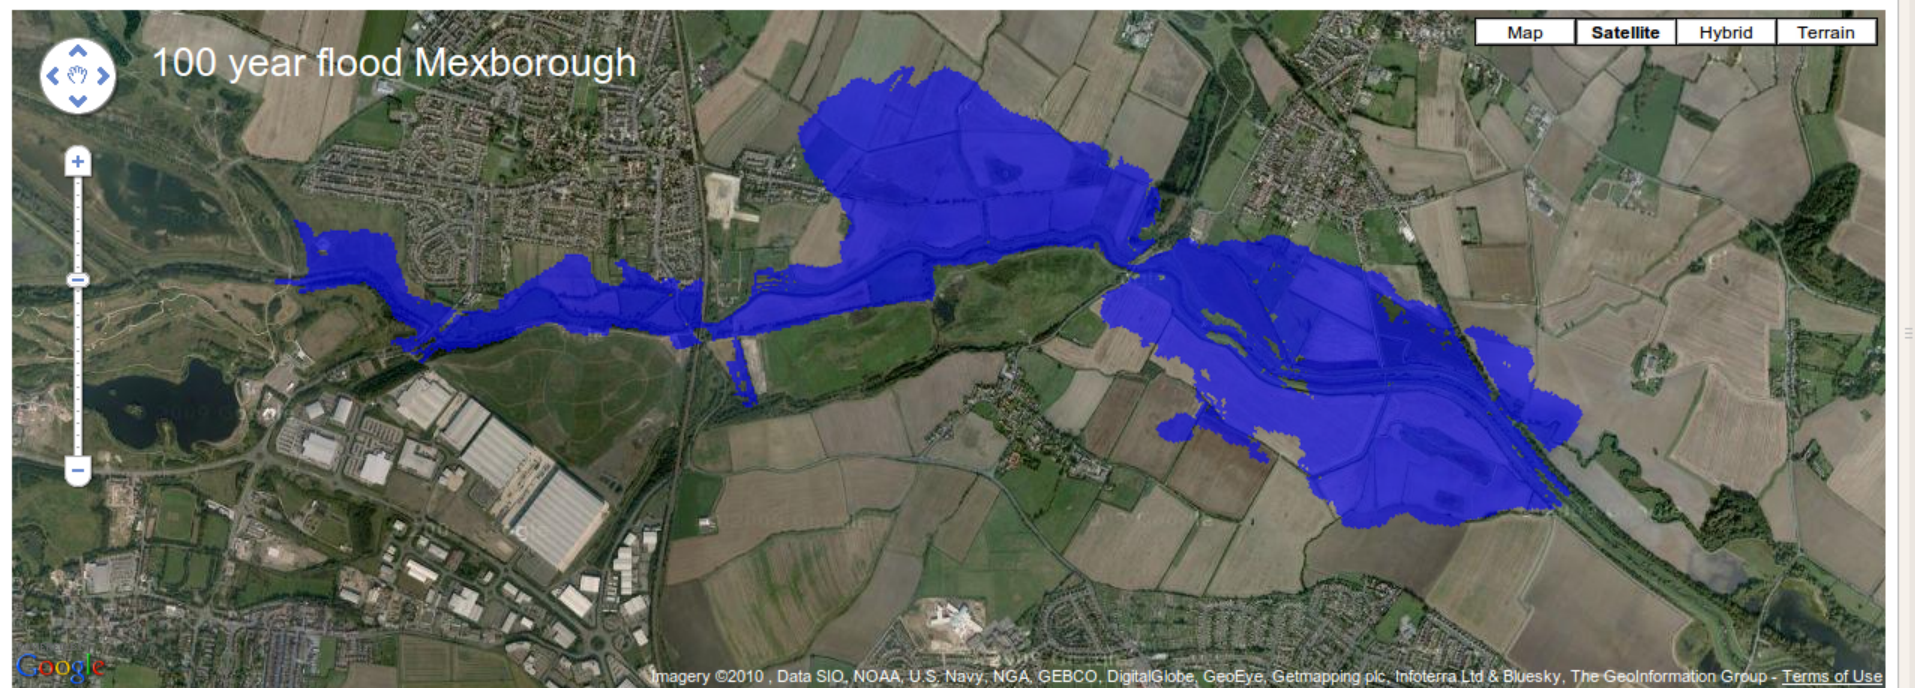 100 year flood Mexborough
Map Satellite Hybrid Terrain
Google
Imagery ©2010 , Data SIO, NOAA, U.S. Navy, NGA, GEBCO, DigitalGlobe, GeoEye, Getmapping plc, Infoterra Ltd & Bluesky, The GeoInformation Group - Terms of Use